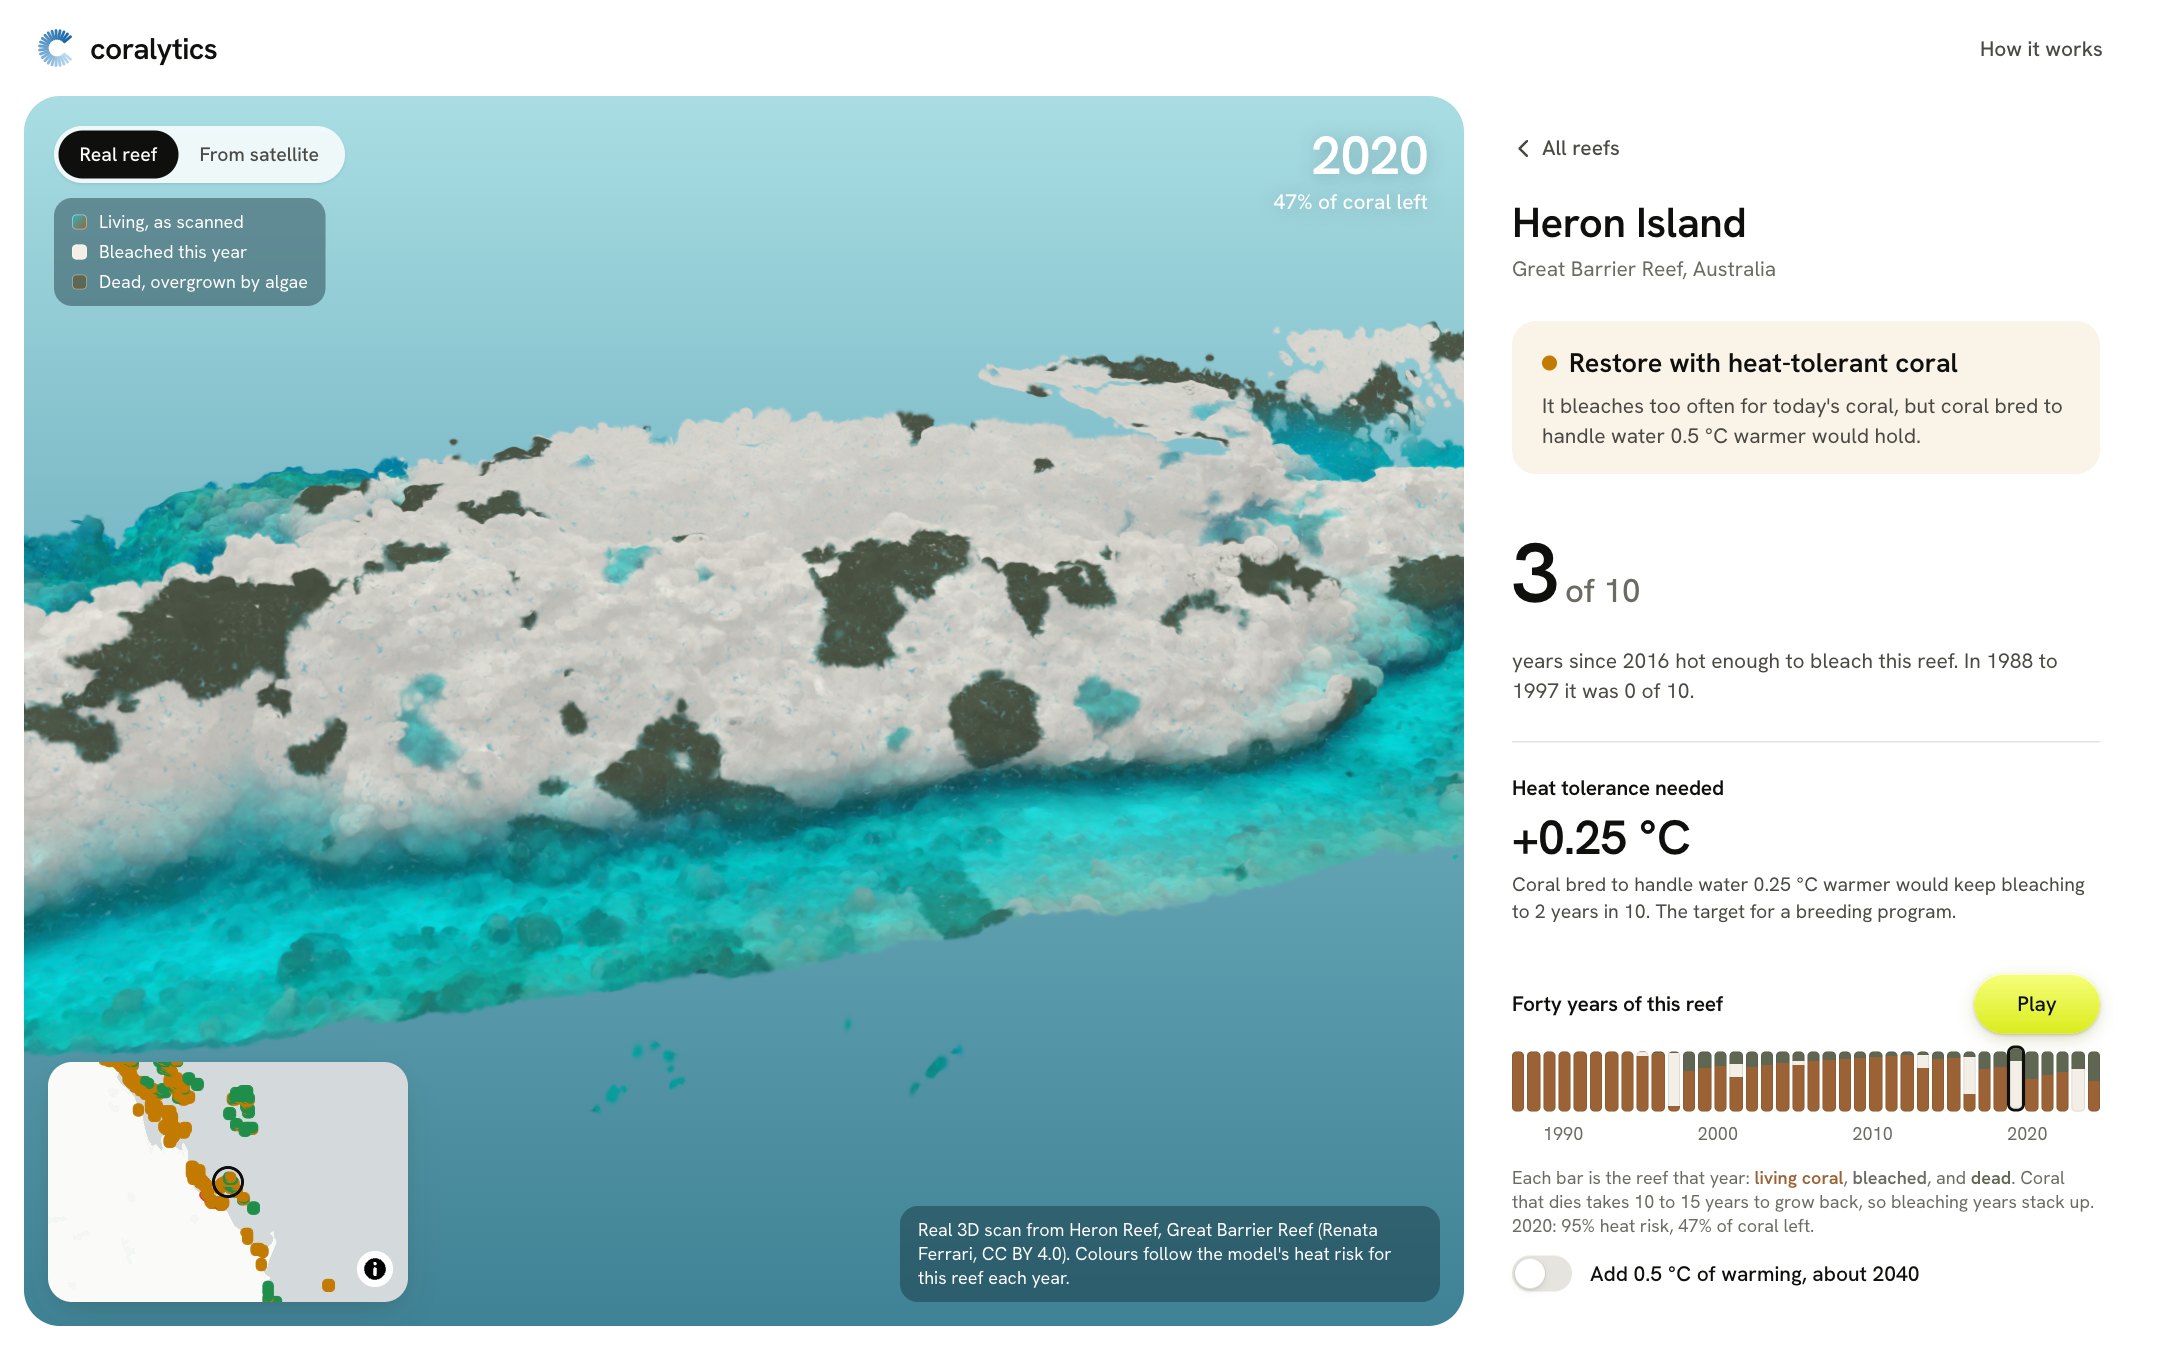 coralytics
How it works
Real reef
From satellite
Living, as scanned
Bleached this year
Dead, overgrown by algae
2020
47% of coral left
All reefs
Heron Island
Great Barrier Reef, Australia
Restore with heat-tolerant coral
It bleaches too often for today's coral, but coral bred to
handle water 0.5 °C warmer would hold.
3 of 10
years since 2016 hot enough to bleach this reef. In 1988 to
1997 it was 0 of 10.
Heat tolerance needed
+0.25 °C
Coral bred to handle water 0.25 °C warmer would keep bleaching
to 2 years in 10. The target for a breeding program.
Forty years of this reef
Play
1990 2000 2010 2020
Each bar is the reef that year: living coral, bleached, and dead. Coral
that dies takes 10 to 15 years to grow back, so bleaching years stack up.
2020: 95% heat risk, 47% of coral left.
Add 0.5 °C of warming, about 2040
Real 3D scan from Heron Reef, Great Barrier Reef (Renata
Ferrari, CC BY 4.0). Colours follow the model's heat risk for
this reef each year.